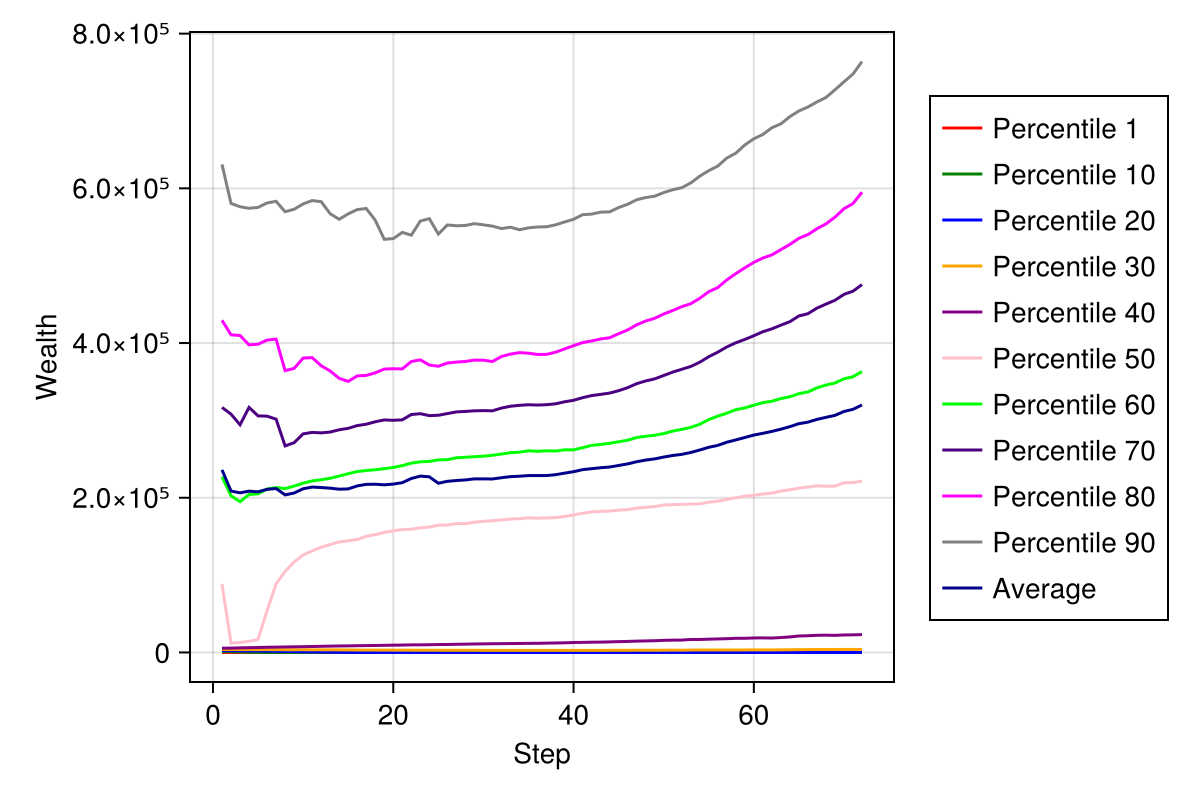 8.0×10⁵
6.0×10⁵
4.0×10⁵
2.0×10⁵
0
Wealth
0 20 40 60
Step
Percentile 1
Percentile 10
Percentile 20
Percentile 30
Percentile 40
Percentile 50
Percentile 60
Percentile 70
Percentile 80
Percentile 90
Average